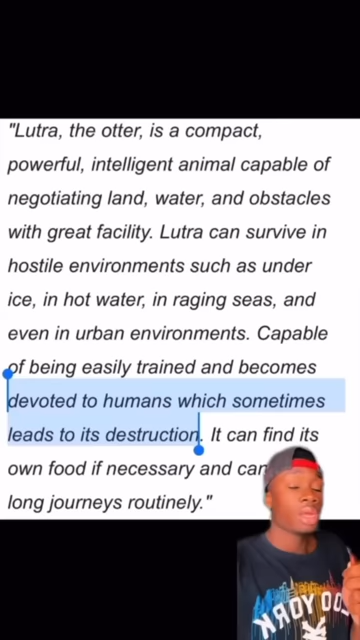 "Lutra, the otter, is a compact,
powerful, intelligent animal capable of
negotiating land, water, and obstacles
with great facility. Lutra can survive in
hostile environments such as under
ice, in hot water, in raging seas, and
even in urban environments. Capable
of being easily trained and becomes
devoted to humans which sometimes
leads to its destruction. It can find its
own food if necessary and can
long journeys routinely."
YORK